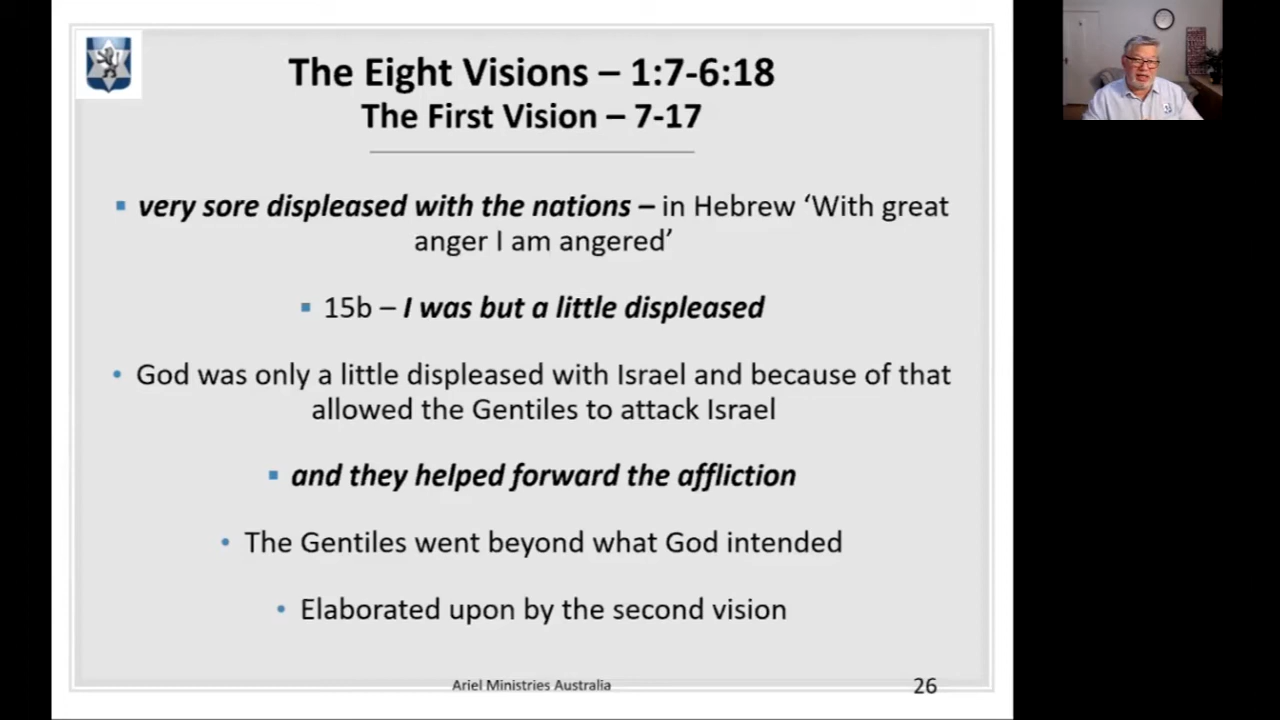 The Eight Visions – 1:7-6:18
The First Vision – 7-17
▪ very sore displeased with the nations – in Hebrew ‘With great
anger I am angered’
▪ 15b – I was but a little displeased
• God was only a little displeased with Israel and because of that
allowed the Gentiles to attack Israel
▪ and they helped forward the affliction
• The Gentiles went beyond what God intended
• Elaborated upon by the second vision
Ariel Ministries Australia
26